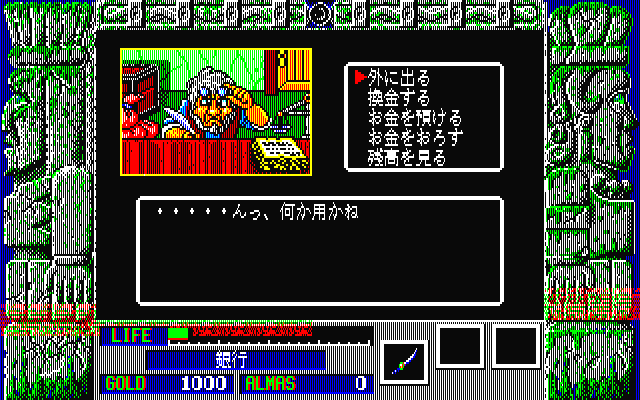 外に出る
換金する
お金を預ける
お金をおろす
残高を見る
・・・・・んっ、何か用かね
LIFE
銀行
GOLD 1000 ALMAS 0